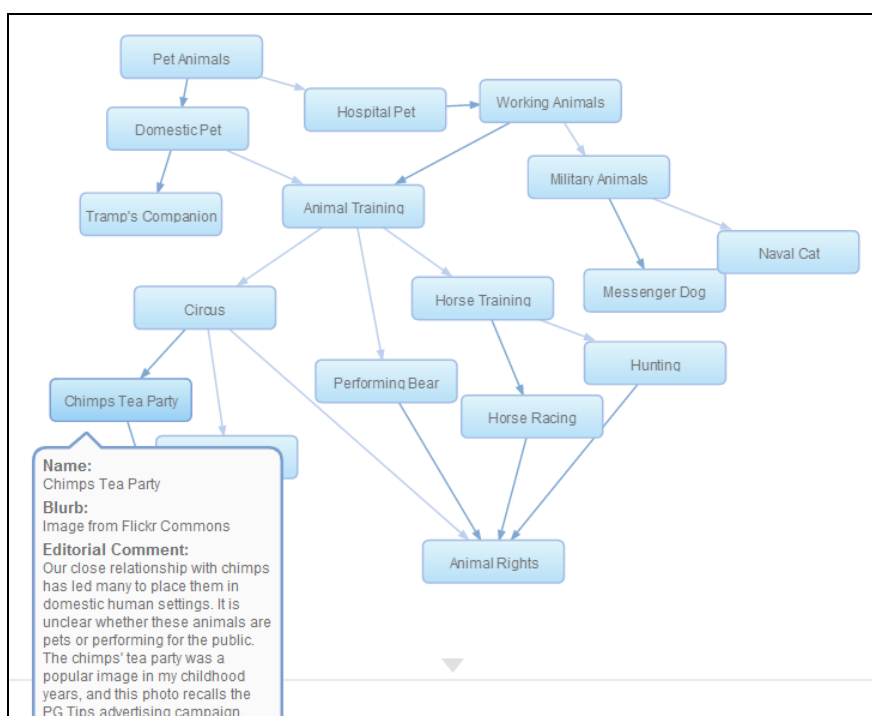 Pet Animals
Working Animals
Hospital Pet
Domestic Pet
Military Animals
Animal Training
Tramp's Companion
Naval Cat
Messenger Dog
Horse Training
Circus
Hunting
Performing Bear
Chimps Tea Party
Horse Racing
Name:
Chimps Tea Party
Blurb:
Image from Flickr Commons
Editorial Comment:
Our close relationship with chimps
has led many to place them in
domestic human settings. It is
unclear whether these animals are
pets or performing for the public.
The chimps' tea party was a
popular image in my childhood
years, and this photo recalls the
PG Tips advertising campaign
Animal Rights